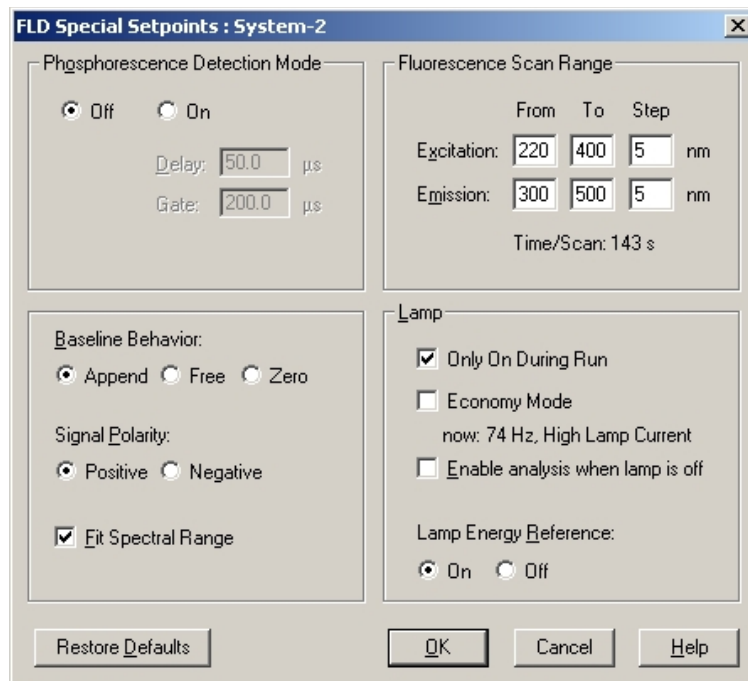 FLD Special Setpoints : System-2
Phosphorescence Detection Mode
Off On
Delay: 50.0 µs
Gate: 200.0 µs
Fluorescence Scan Range
From To Step
Excitation: 220 400 5 nm
Emission: 300 500 5 nm
Time/Scan: 143 s
Baseline Behavior:
Append Free Zero
Signal Polarity:
Positive Negative
Fit Spectral Range
Lamp
Only On During Run
Economy Mode
now: 74 Hz, High Lamp Current
Enable analysis when lamp is off
Lamp Energy Reference:
On Off
Restore Defaults OK Cancel Help